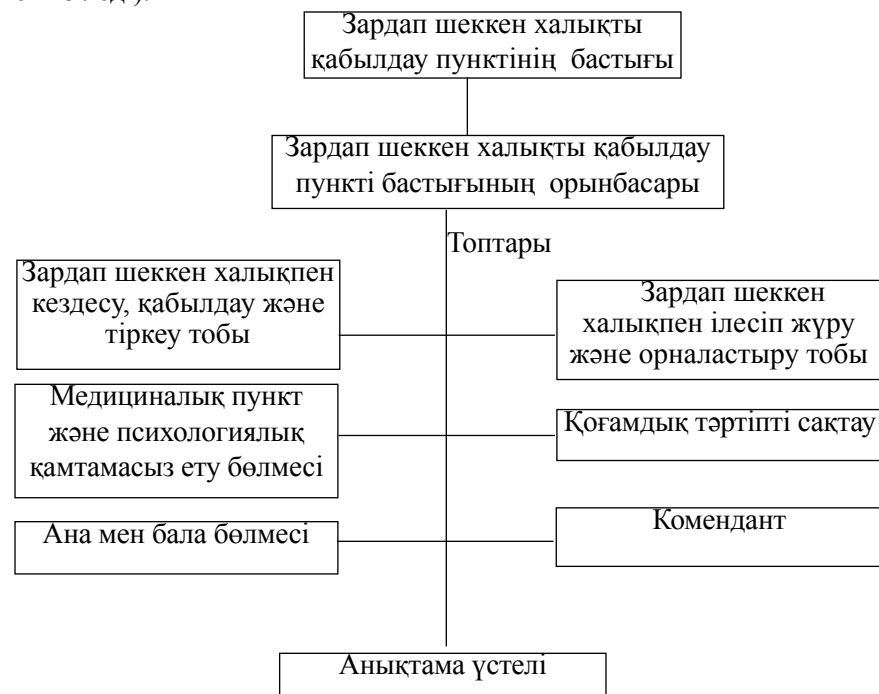 Зардап шеккен халықты
қабылдау пунктінің бастығы
Зардап шеккен халықты қабылдау
пункті бастығының орынбасары
Топтары
Зардап шеккен халықпен
кездесу, қабылдау және
тіркеу тобы
Зардап шеккен
халықпен ілесіп жүру
және орналастыру тобы
Медициналық пункт
және психологиялық
қамтамасыз ету бөлмесі
Қоғамдық тәртіпті сақтау
Ана мен бала бөлмесі
Комендант
Анықтама үстелі